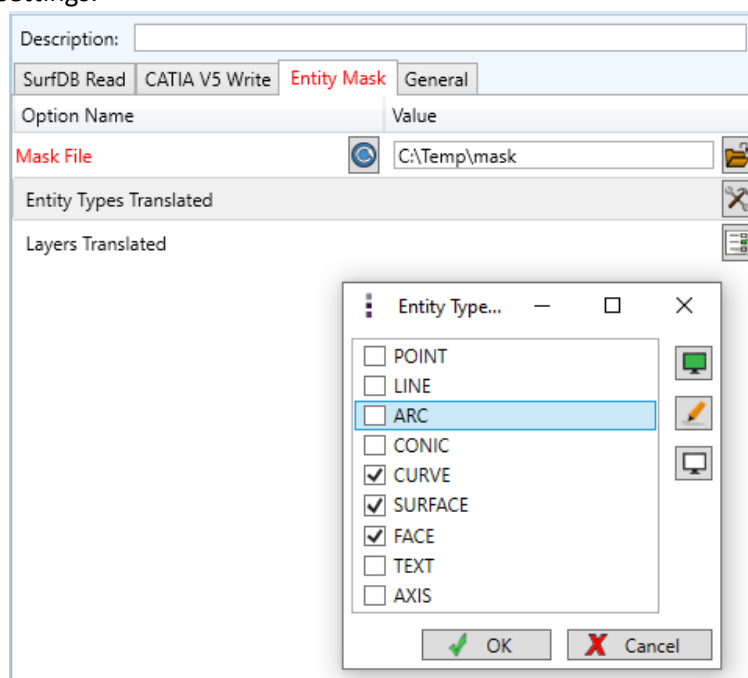 settings.
Description:
SurfDB Read CATIA V5 Write Entity Mask General
Option Name Value
Mask File C:\Temp\mask
Entity Types Translated
Layers Translated
Entity Type...
POINT
LINE
ARC
CONIC
CURVE
SURFACE
FACE
TEXT
AXIS
OK Cancel